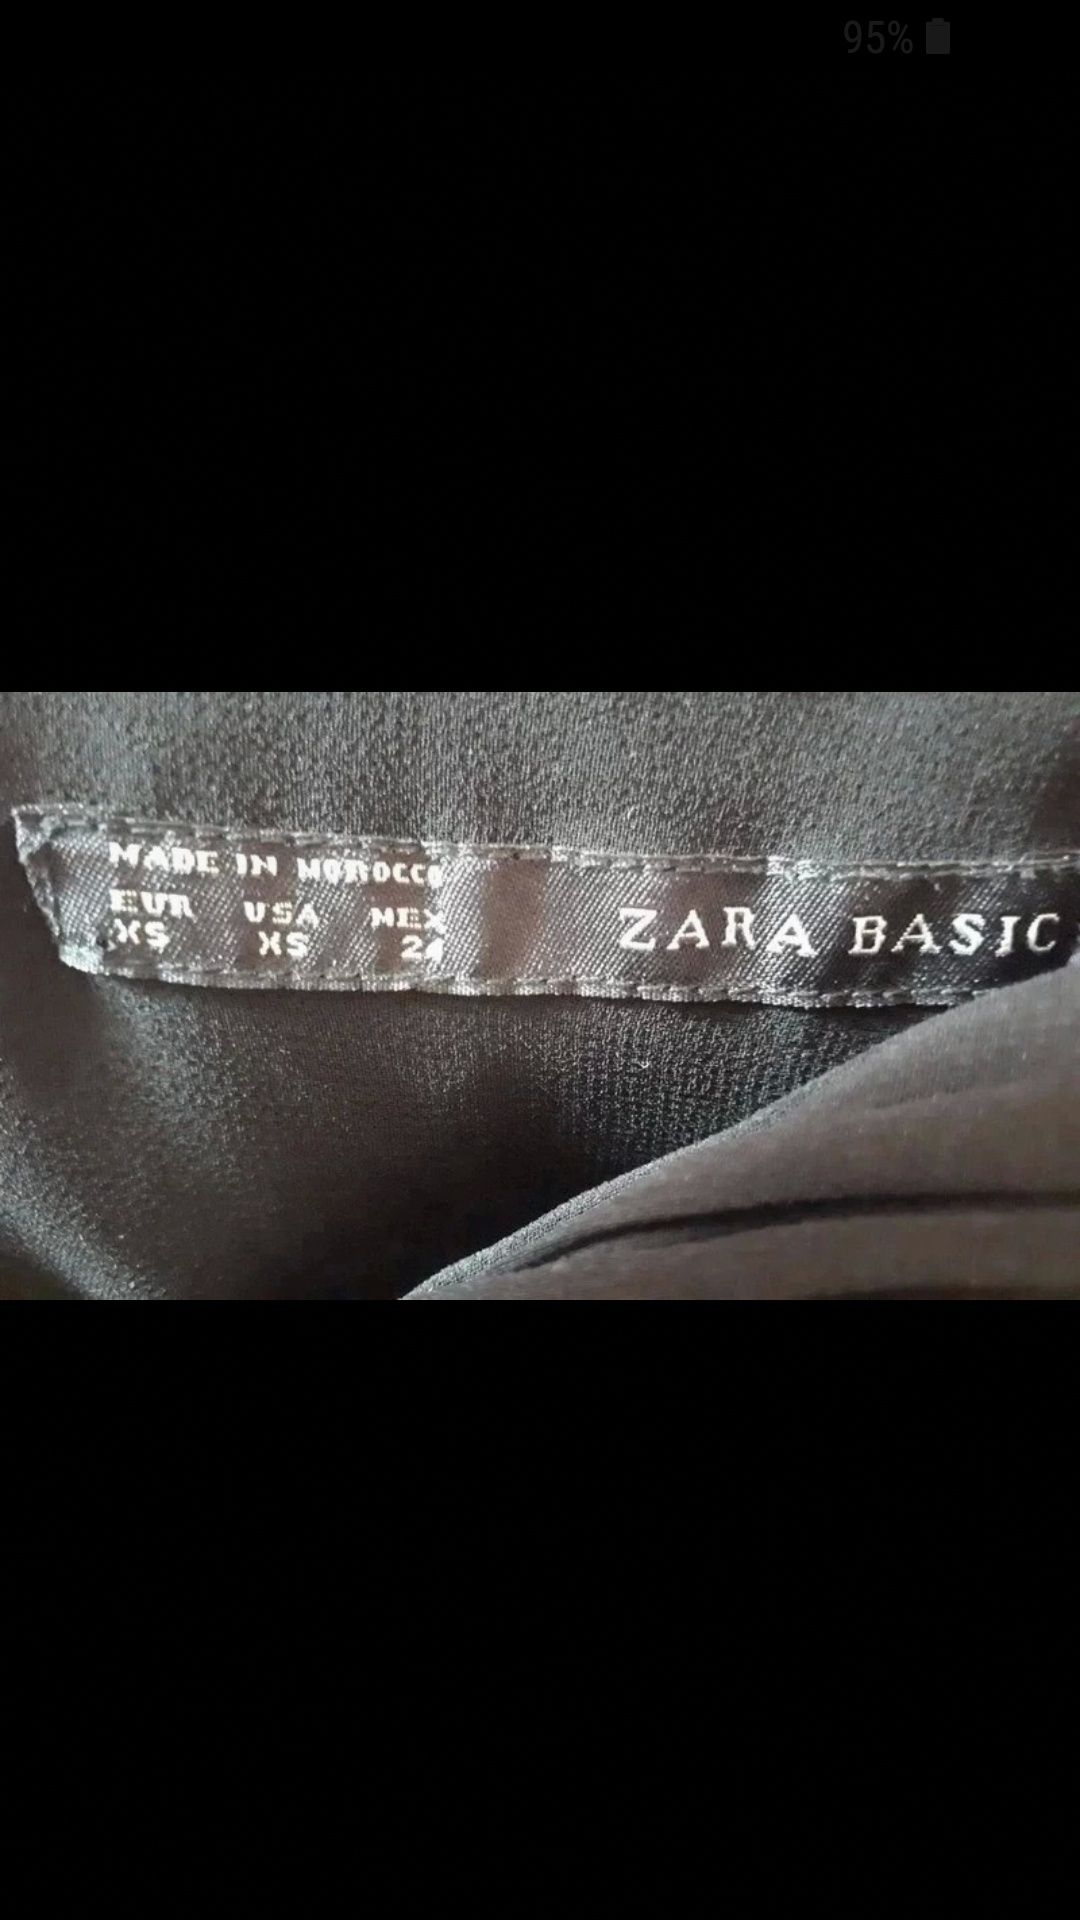 95%
MADE IN MOROCCO
EUR USA MEX
XS XS 24
ZARA BASIC